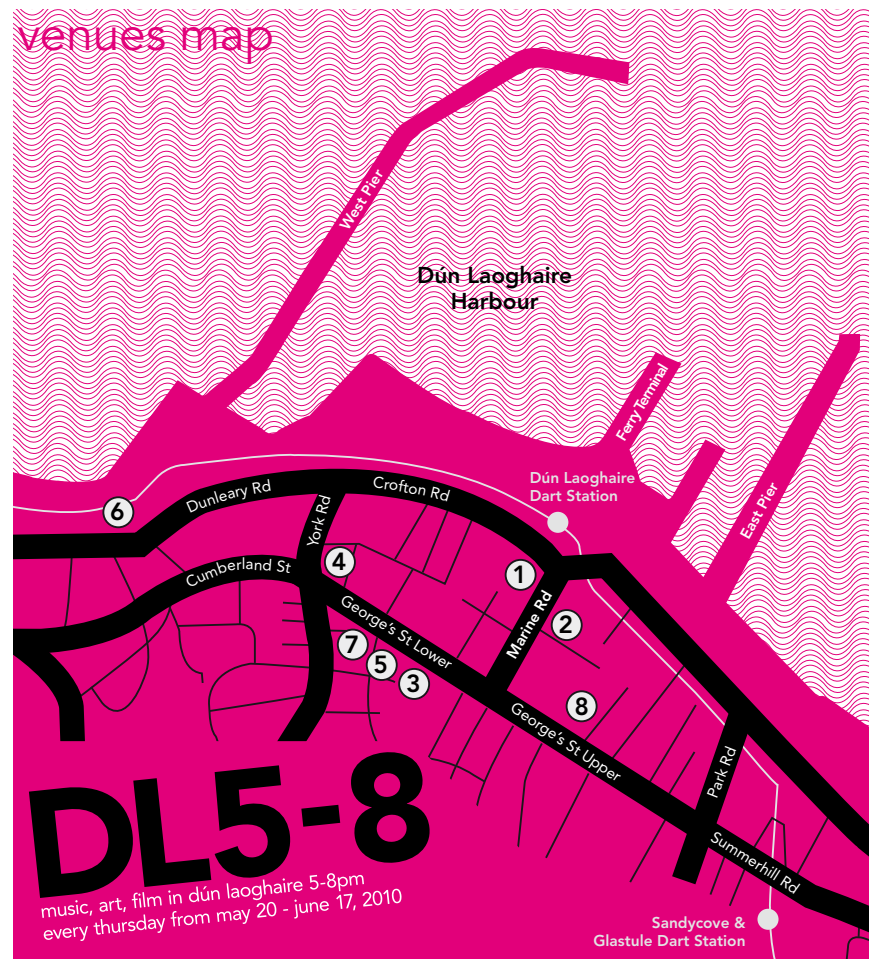 venues map
West Pier
Dún Laoghaire
Harbour
Ferry Terminal
East Pier
Dún Laoghaire
Dart Station
6
Dunleary Rd
Crofton Rd
York Rd
Cumberland St
4
1
Marine Rd
2
George's St Lower
7
5
3
8
George's St Upper
Park Rd
Summerhill Rd
DL5-8
music, art, film in dún laoghaire 5-8pm
every thursday from may 20 - june 17, 2010
Sandycove &
Glastule Dart Station